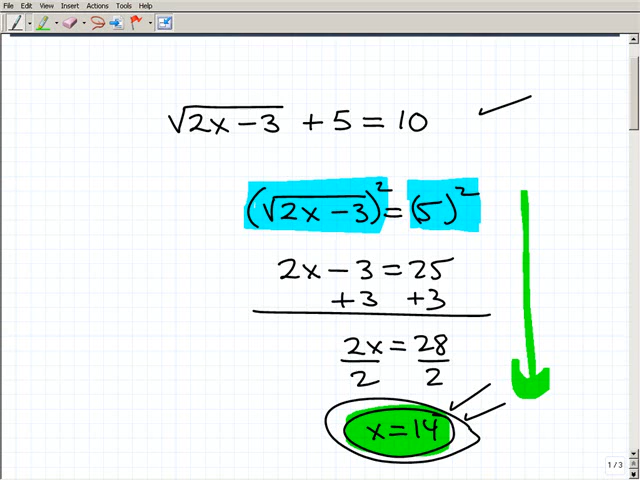 File Edit View Insert Actions Tools Help
√2x-3 + 5 = 10
(√2x-3)² = (5)²
2x - 3 = 25
+3 +3
2x = 28
2 2
x = 14
1 / 3